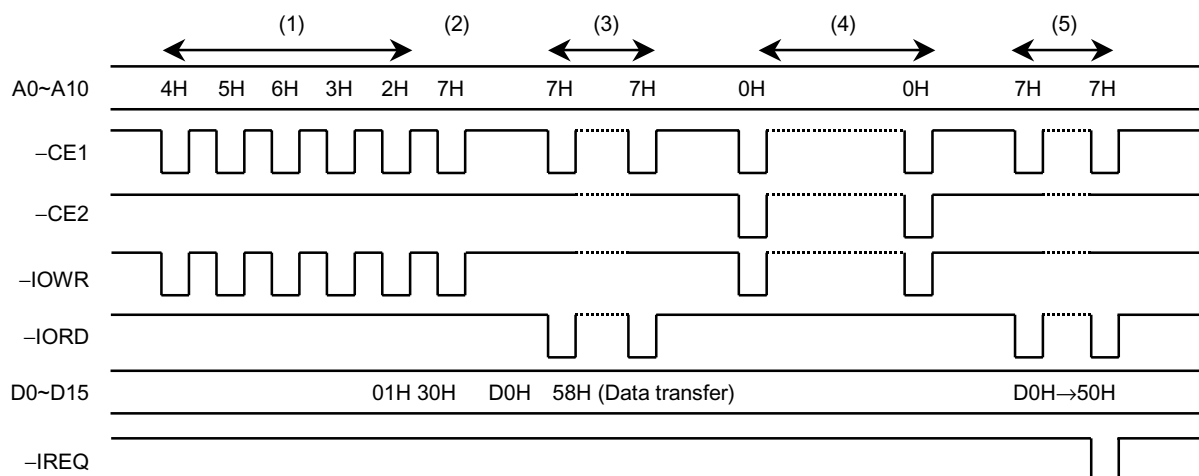 (1) (2) (3) (4) (5)
A0~A10 4H 5H 6H 3H 2H 7H 7H 7H 0H 0H 7H 7H
–CE1
–CE2
–IOWR
–IORD
D0~D15 01H 30H D0H 58H (Data transfer) D0H→50H
–IREQ